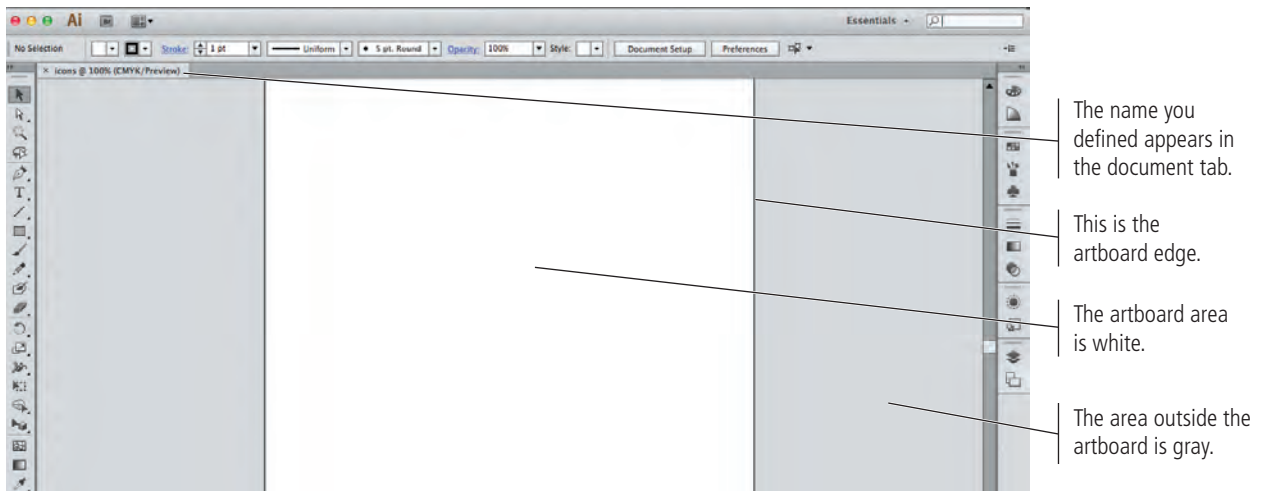 Ai Br Essentials
No Selection Stroke: 1 pt Uniform 5 pt. Round Opacity: 100% Style: Document Setup Preferences
× icons @ 100% (CMYK/Preview)
T
The name you
defined appears in
the document tab.
This is the
artboard edge.
The artboard area
is white.
The area outside the
artboard is gray.